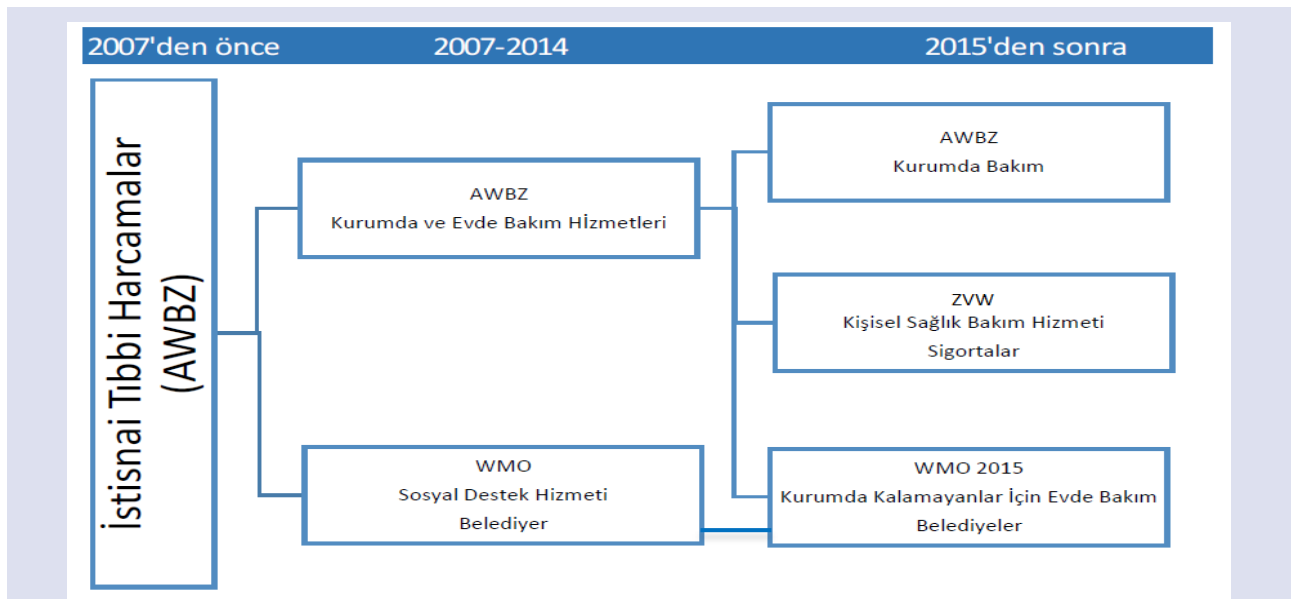 2007'den önce
2007-2014
2015'den sonra
İstisnai Tıbbi Harcamalar
(AWBZ)
AWBZ
Kurumda ve Evde Bakım Hİzmetleri
WMO
Sosyal Destek Hizmeti
Belediyer
AWBZ
Kurumda Bakım
ZVW
Kişisel Sağlık Bakım Hizmeti
Sigortalar
WMO 2015
Kurumda Kalamayanlar İçin Evde Bakım
Belediyeler